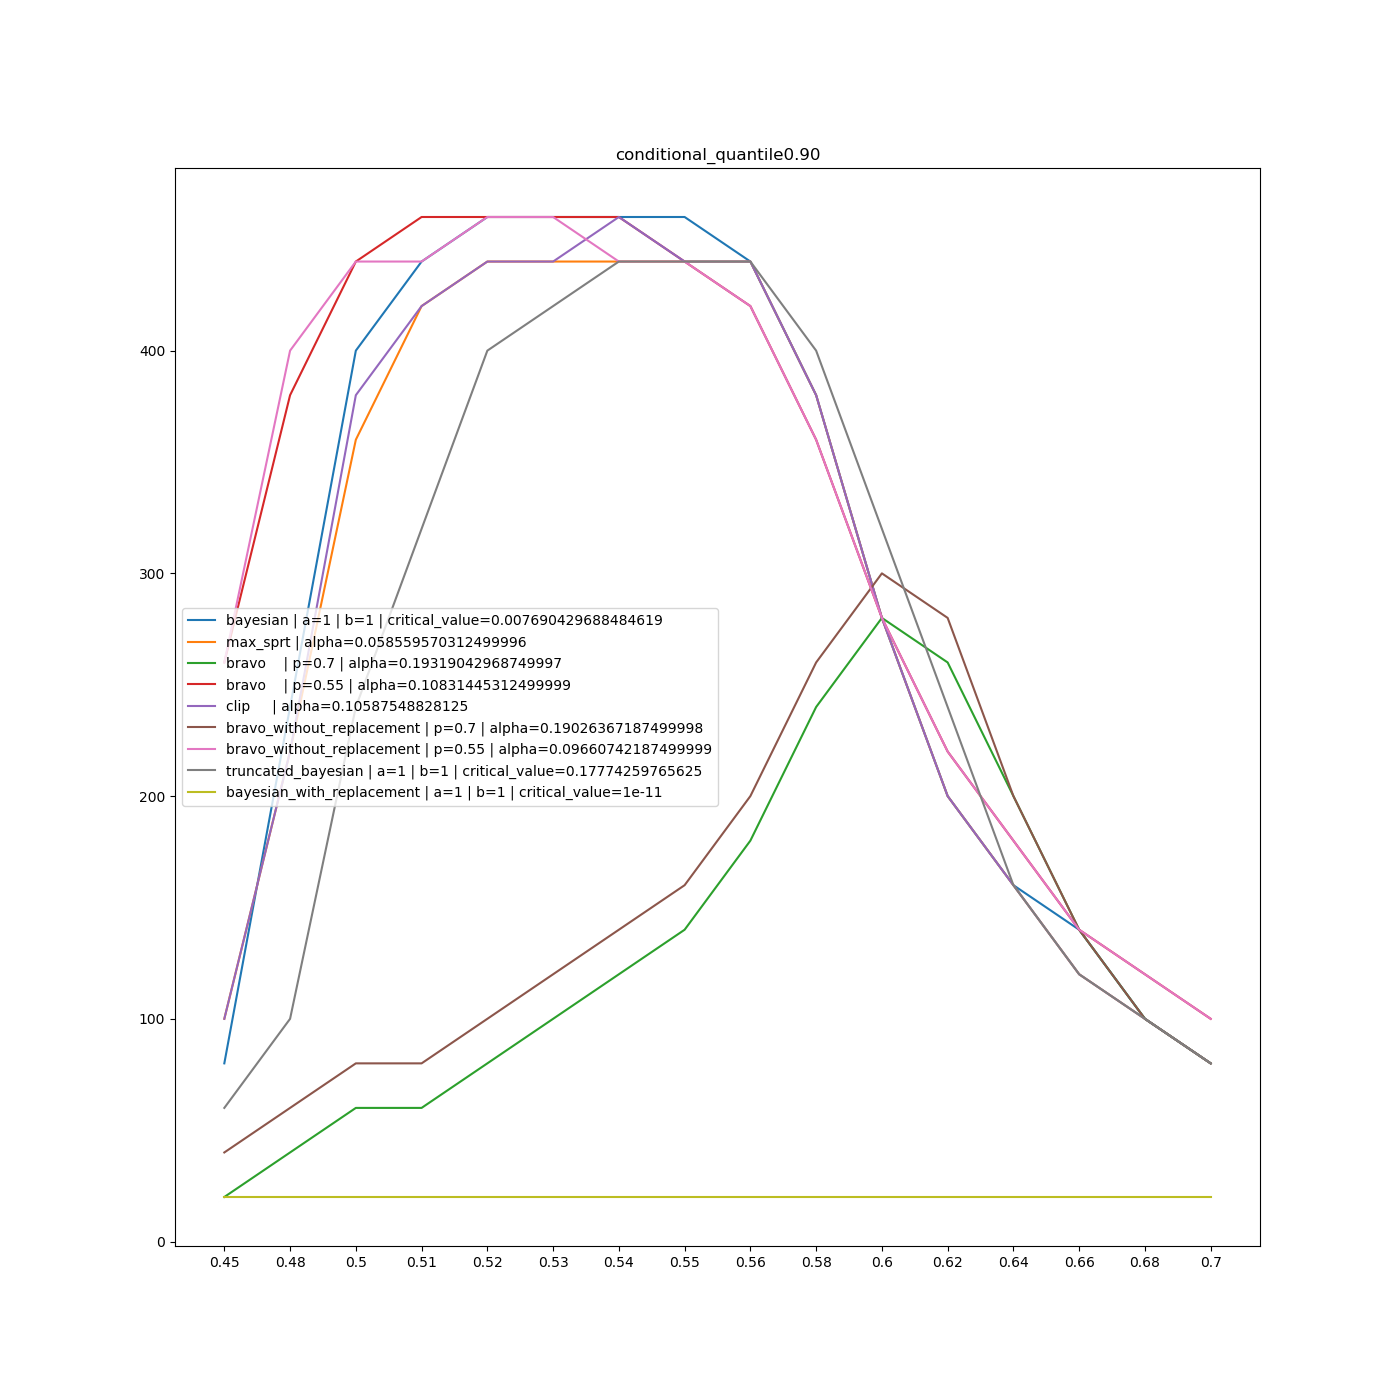 conditional_quantile0.90
400
300
200
100
0
bayesian | a=1 | b=1 | critical_value=0.007690429688484619
max_sprt | alpha=0.058559570312499996
bravo    | p=0.7 | alpha=0.19319042968749997
bravo    | p=0.55 | alpha=0.10831445312499999
clip     | alpha=0.10587548828125
bravo_without_replacement | p=0.7 | alpha=0.19026367187499998
bravo_without_replacement | p=0.55 | alpha=0.09660742187499999
truncated_bayesian | a=1 | b=1 | critical_value=0.17774259765625
bayesian_with_replacement | a=1 | b=1 | critical_value=1e-11
0.45 0.48 0.5 0.51 0.52 0.53 0.54 0.55 0.56 0.58 0.6 0.62 0.64 0.66 0.68 0.7